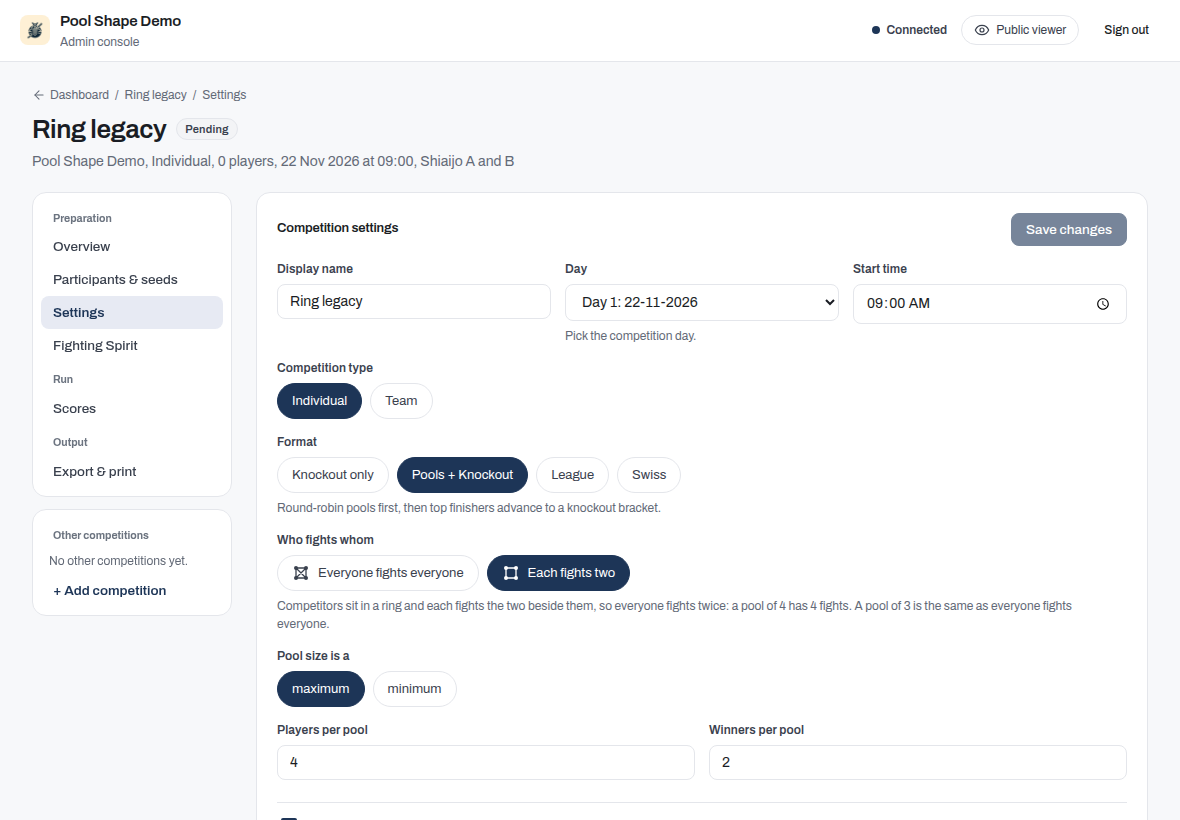 Pool Shape Demo
Admin console
Connected
Public viewer
Sign out
Dashboard / Ring legacy / Settings
Ring legacy
Pending
Pool Shape Demo, Individual, 0 players, 22 Nov 2026 at 09:00, Shiaijo A and B
Preparation
Overview
Participants & seeds
Settings
Fighting Spirit
Run
Scores
Output
Export & print
Other competitions
No other competitions yet.
+ Add competition
Competition settings
Save changes
Display name
Ring legacy
Day
Day 1: 22-11-2026
Pick the competition day.
Start time
09:00 AM
Competition type
Individual
Team
Format
Knockout only
Pools + Knockout
League
Swiss
Round-robin pools first, then top finishers advance to a knockout bracket.
Who fights whom
Everyone fights everyone
Each fights two
Competitors sit in a ring and each fights the two beside them, so everyone fights twice: a pool of 4 has 4 fights. A pool of 3 is the same as everyone fights
everyone.
Pool size is a
maximum
minimum
Players per pool
4
Winners per pool
2